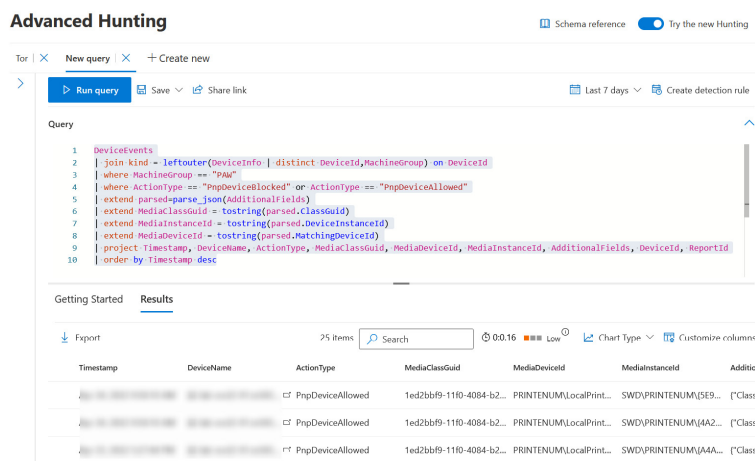 Advanced Hunting
Schema reference
Try the new Hunting
Tor
New query
Create new
Run query
Save
Share link
Last 7 days
Create detection rule
Query
1 DeviceEvents
2 | join kind = leftouter(DeviceInfo | distinct DeviceId,MachineGroup) on DeviceId
3 | where MachineGroup == "PAW"
4 | where ActionType == "PnpDeviceBlocked" or ActionType == "PnpDeviceAllowed"
5 | extend parsed=parse_json(AdditionalFields)
6 | extend MediaClassGuid = tostring(parsed.ClassGuid)
7 | extend MediaInstanceId = tostring(parsed.DeviceInstanceId)
8 | extend MediaDeviceId = tostring(parsed.MatchingDeviceId)
9 | project Timestamp, DeviceName, ActionType, MediaClassGuid, MediaDeviceId, MediaInstanceId, AdditionalFields, DeviceId, ReportId
10 | order by Timestamp desc
Getting Started
Results
Export
25 items
Search
0:0.16
Low
Chart Type
Customize columns
Timestamp DeviceName ActionType MediaClassGuid MediaDeviceId MediaInstanceId Additio
PnpDeviceAllowed 1ed2bbf9-11f0-4084-b2... PRINTENUM\LocalPrint... SWD\PRINTENUM\{5E9... {"Class
PnpDeviceAllowed 1ed2bbf9-11f0-4084-b2... PRINTENUM\LocalPrint... SWD\PRINTENUM\{4A2... {"Class
PnpDeviceAllowed 1ed2bbf9-11f0-4084-b2... PRINTENUM\LocalPrint... SWD\PRINTENUM\{A4A... {"Class